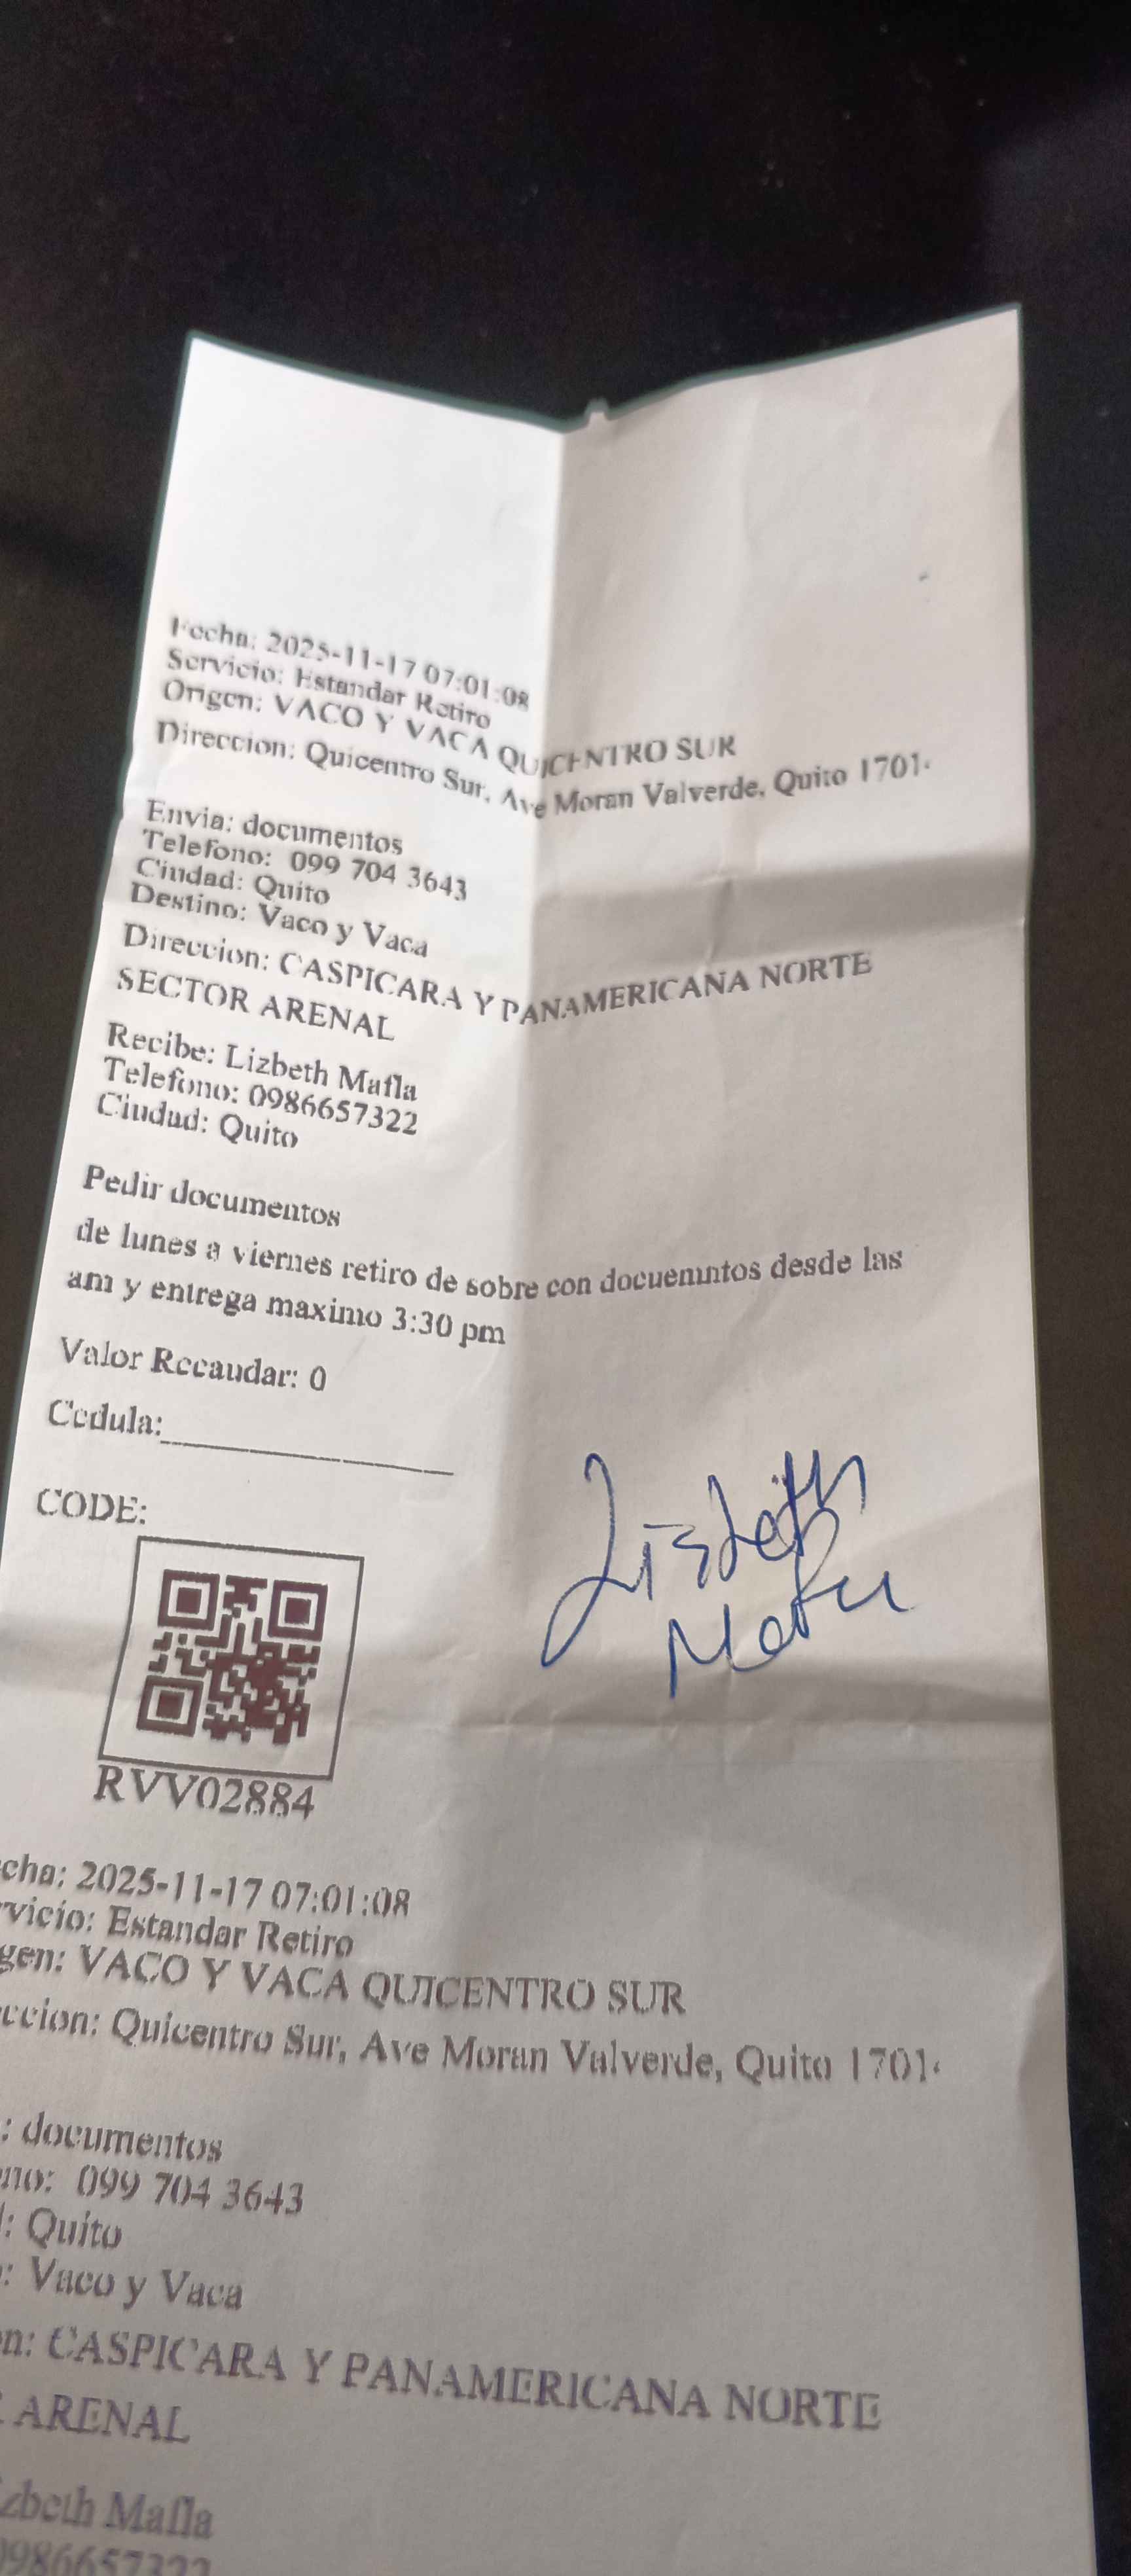 Fecha: 2025-11-17 07:01:08
Servicio: Estandar Retiro
Origen: VACO Y VACA QUICENTRO SUR
Direccion: Quicentro Sur, Ave Moran Valverde, Quito 1701
Envia: documentos
Telefono: 099 704 3643
Ciudad: Quito
Destino: Vaco y Vaca
Direccion: CASPICARA Y PANAMERICANA NORTE
SECTOR ARENAL
Recibe: Lizbeth Mafla
Telefono: 0986657322
Ciudad: Quito
Pedir documentos
de lunes a viernes retiro de sobre con docuemntos desde las
am y entrega maximo 3:30 pm
Valor Recaudar: 0
Cedula:
CODE:
Lizbeth
RVV02884
cha: 2025-11-17 07:01:08
rvicio: Estandar Retiro
gen: VACO Y VACA QUICENTRO SUR
ccion: Quicentro Sur, Ave Moran Valverde, Quito 1701
: documentos
no: 099 704 3643
: Quito
: Vaco y Vaca
n: CASPICARA Y PANAMERICANA NORTE
ARENAL
zbeth Mafla
0986657322